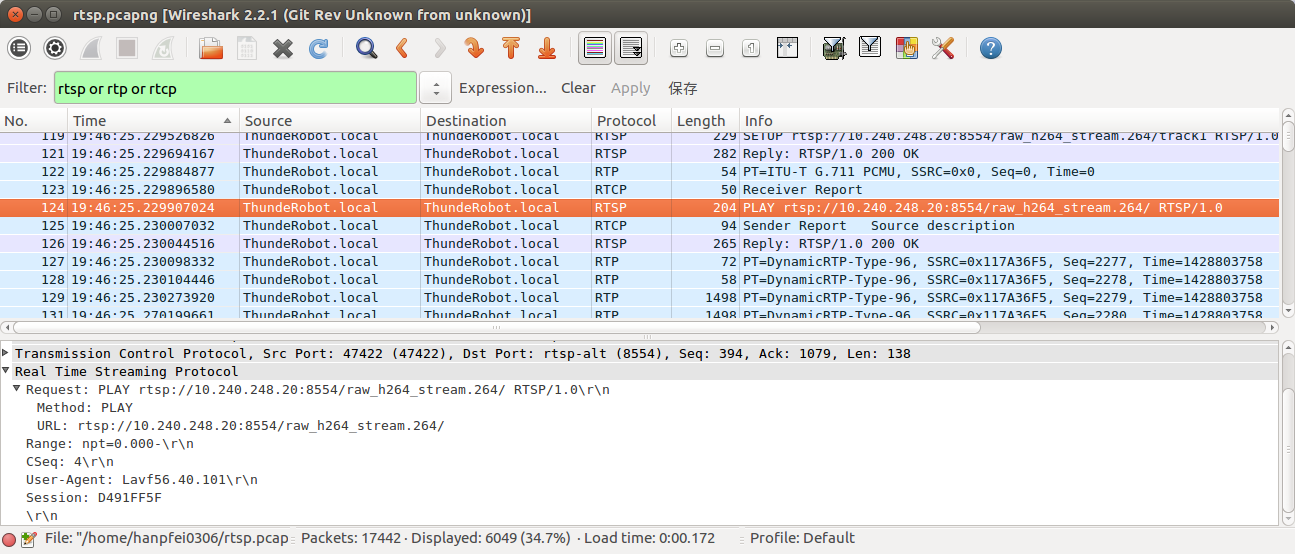 rtsp.pcapng [Wireshark 2.2.1 (Git Rev Unknown from unknown)]
Filter: rtsp or rtp or rtcp Expression... Clear Apply 保存
No. Time Source Destination Protocol Length Info
119 19:46:25.229526826 ThundeRobot.local ThundeRobot.local RTSP 229 SETUP rtsp://10.240.248.20:8554/raw_h264_stream.264/track1 RTSP/1.0
121 19:46:25.229694167 ThundeRobot.local ThundeRobot.local RTSP 282 Reply: RTSP/1.0 200 OK
122 19:46:25.229884877 ThundeRobot.local ThundeRobot.local RTP 54 PT=ITU-T G.711 PCMU, SSRC=0x0, Seq=0, Time=0
123 19:46:25.229896580 ThundeRobot.local ThundeRobot.local RTCP 50 Receiver Report
124 19:46:25.229907024 ThundeRobot.local ThundeRobot.local RTSP 204 PLAY rtsp://10.240.248.20:8554/raw_h264_stream.264/ RTSP/1.0
125 19:46:25.230007032 ThundeRobot.local ThundeRobot.local RTCP 94 Sender Report Source description
126 19:46:25.230044516 ThundeRobot.local ThundeRobot.local RTSP 265 Reply: RTSP/1.0 200 OK
127 19:46:25.230098332 ThundeRobot.local ThundeRobot.local RTP 72 PT=DynamicRTP-Type-96, SSRC=0x117A36F5, Seq=2277, Time=1428803758
128 19:46:25.230104446 ThundeRobot.local ThundeRobot.local RTP 58 PT=DynamicRTP-Type-96, SSRC=0x117A36F5, Seq=2278, Time=1428803758
129 19:46:25.230273920 ThundeRobot.local ThundeRobot.local RTP 1498 PT=DynamicRTP-Type-96, SSRC=0x117A36F5, Seq=2279, Time=1428803758
131 19:46:25.270199661 ThundeRobot.local ThundeRobot.local RTP 1498 PT=DynamicRTP-Type-96, SSRC=0x117A36F5, Seq=2280, Time=1428803758
Transmission Control Protocol, Src Port: 47422 (47422), Dst Port: rtsp-alt (8554), Seq: 394, Ack: 1079, Len: 138
Real Time Streaming Protocol
Request: PLAY rtsp://10.240.248.20:8554/raw_h264_stream.264/ RTSP/1.0\r\n
Method: PLAY
URL: rtsp://10.240.248.20:8554/raw_h264_stream.264/
Range: npt=0.000-\r\n
CSeq: 4\r\n
User-Agent: Lavf56.40.101\r\n
Session: D491FF5F
\r\n
File: "/home/hanpfei0306/rtsp.pcap Packets: 17442 · Displayed: 6049 (34.7%) · Load time: 0:00.172 Profile: Default